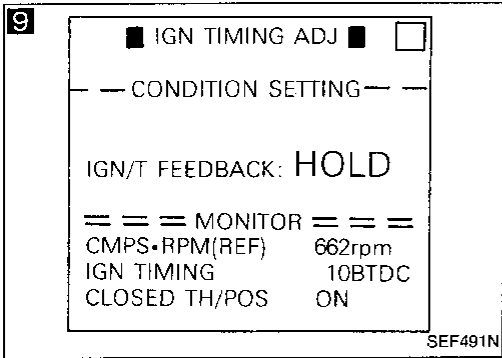 9
IGN TIMING ADJ
CONDITION SETTING
IGN/T FEEDBACK: HOLD
MONITOR
CMPS•RPM(REF) 662rpm
IGN TIMING 10BTDC
CLOSED TH/POS ON
SEF491N